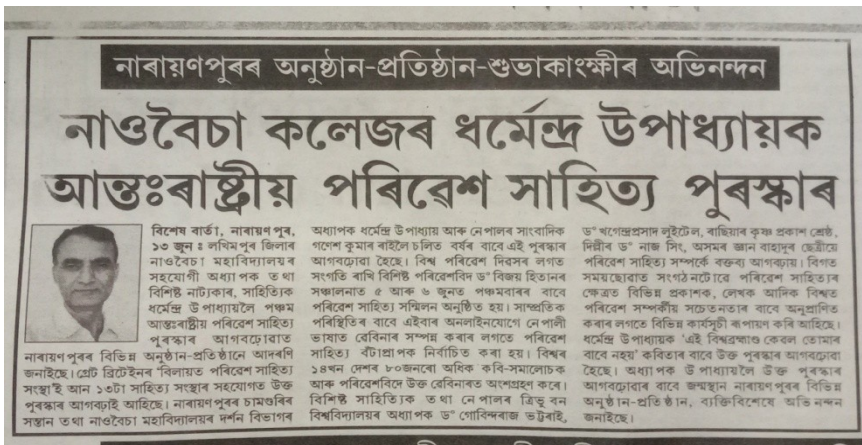 নাৰায়ণপুৰৰ অনুষ্ঠান-প্ৰতিষ্ঠান-শুভাকাংক্ষীৰ অভিনন্দন
নাওবৈচা কলেজৰ ধৰ্মেন্দ্ৰ উপাধ্যায়ক
আন্তঃৰাষ্ট্ৰীয় পৰিৱেশ সাহিত্য পুৰস্কাৰ
বিশেষ বাৰ্তা, নাৰায়ণপুৰ,
১৩ জুন : লখিমপুৰ জিলাৰ
নাওবৈচা মহাবিদ্যালয়ৰ
সহযোগী অধ্যাপক তথা
বিশিষ্ট নাট্যকাৰ, সাহিত্যিক
ধৰ্মেন্দ্ৰ উপাধ্যায়লৈ পঞ্চম
আন্তঃৰাষ্ট্ৰীয় পৰিৱেশ সাহিত্য
পুৰস্কাৰ আগবঢ়োৱাত
নাৰায়ণপুৰৰ বিভিন্ন অনুষ্ঠান-প্ৰতিষ্ঠানে আদৰণি
জনাইছে। গ্ৰেট ব্ৰিটেইনৰ 'বিলায়ত পৰিৱেশ সাহিত্য
সংস্থা'ই আন ১৩টা সাহিত্য সংস্থাৰ সহযোগত উক্ত
পুৰস্কাৰ আগবঢ়াই আহিছে। নাৰায়ণপুৰৰ চামগুৰিৰ
সন্তান তথা নাওবৈচা মহাবিদ্যালয়ৰ দৰ্শন বিভাগৰ
অধ্যাপক ধৰ্মেন্দ্ৰ উপাধ্যায় আৰু নেপালৰ সাংবাদিক
গণেশ কুমাৰ ৰাইলৈ চলিত বৰ্ষৰ বাবে এই পুৰস্কাৰ
আগবঢ়োৱা হৈছে। বিশ্ব পৰিৱেশ দিৱসৰ লগত
সংগতি ৰাখি বিশিষ্ট পৰিৱেশবিদ ড° বিজয় হিতানৰ
সঞ্চালনাত ৫ আৰু ৬ জুনত পঞ্চমবাৰৰ বাবে
পৰিৱেশ সাহিত্য সন্মিলন অনুষ্ঠিত হয়। সাম্প্ৰতিক
পৰিস্থিতিৰ বাবে এইবাৰ অনলাইনযোগে নেপালী
ভাষাত ৱেবিনাৰ সম্পন্ন কৰাৰ লগতে পৰিৱেশ
সাহিত্য বঁটাপ্ৰাপক নিৰ্বাচিত কৰা হয়। বিশ্বৰ
১৪খন দেশৰ ৮০জনৰো অধিক কবি-সমালোচক
আৰু পৰিৱেশবিদে উক্ত ৱেবিনাৰত অংশগ্ৰহণ কৰে।
বিশিষ্ট সাহিত্যিক তথা নেপালৰ ত্ৰিভূবন
বিশ্ববিদ্যালয়ৰ অধ্যাপক ড° গোবিন্দৰাজ ভট্টৰাই,
ড° খগেন্দ্ৰপ্ৰসাদ লুইটেল, ৰাছিয়াৰ কৃষ্ণ প্ৰকাশ শ্ৰেষ্ঠ,
দিল্লীৰ ড° নাজ সিং, অসমৰ জ্ঞান বাহাদুৰ ছেত্ৰীয়ে
পৰিৱেশ সাহিত্য সম্পৰ্কে বক্তব্য আগবঢ়ায়। বিগত
সময়ছোৱাত সংগঠনটোৱে পৰিৱেশ সাহিত্যৰ
ক্ষেত্ৰত বিভিন্ন প্ৰকাশক, লেখক আদিক বিশ্বত
পৰিৱেশ সম্পৰ্কীয় সচেতনতাৰ বাবে অনুপ্ৰাণিত
কৰাৰ লগতে বিভিন্ন কাৰ্যসূচী ৰূপায়ণ কৰি আহিছে।
ধৰ্মেন্দ্ৰ উপাধ্যায়ক 'এই বিশ্বব্ৰহ্মাণ্ড কেৱল তোমাৰ
বাবে নহয়' কবিতাৰ বাবে উক্ত পুৰস্কাৰ আগবঢ়োৱা
হৈছে। অধ্যাপক উপাধ্যায়লৈ উক্ত পুৰস্কাৰ
আগবঢ়োৱাৰ বাবে জন্মস্থান নাৰায়ণপুৰৰ বিভিন্ন
অনুষ্ঠান-প্ৰতিষ্ঠান, ব্যক্তিবিশেষে অভিনন্দন
জনাইছে।